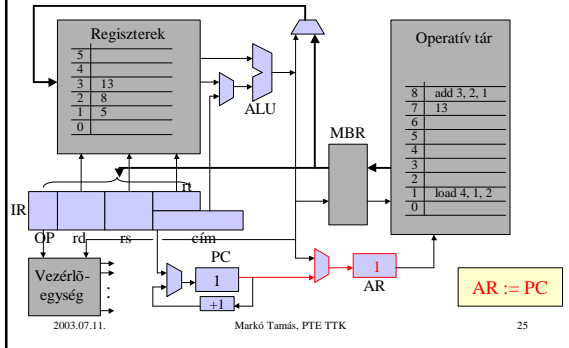 Regiszterek
5
4
3 13
2 8
1 5
0
ALU
MBR
Operatív tár
8 add 3, 2, 1
7 13
6
5
4
3
2
1 load 4, 1, 2
0
IR
rt
OP rd rs cím
Vezérlõ-
egység
:
PC
1
+1
1
AR
AR := PC
2003.07.11. Markó Tamás, PTE TTK 25